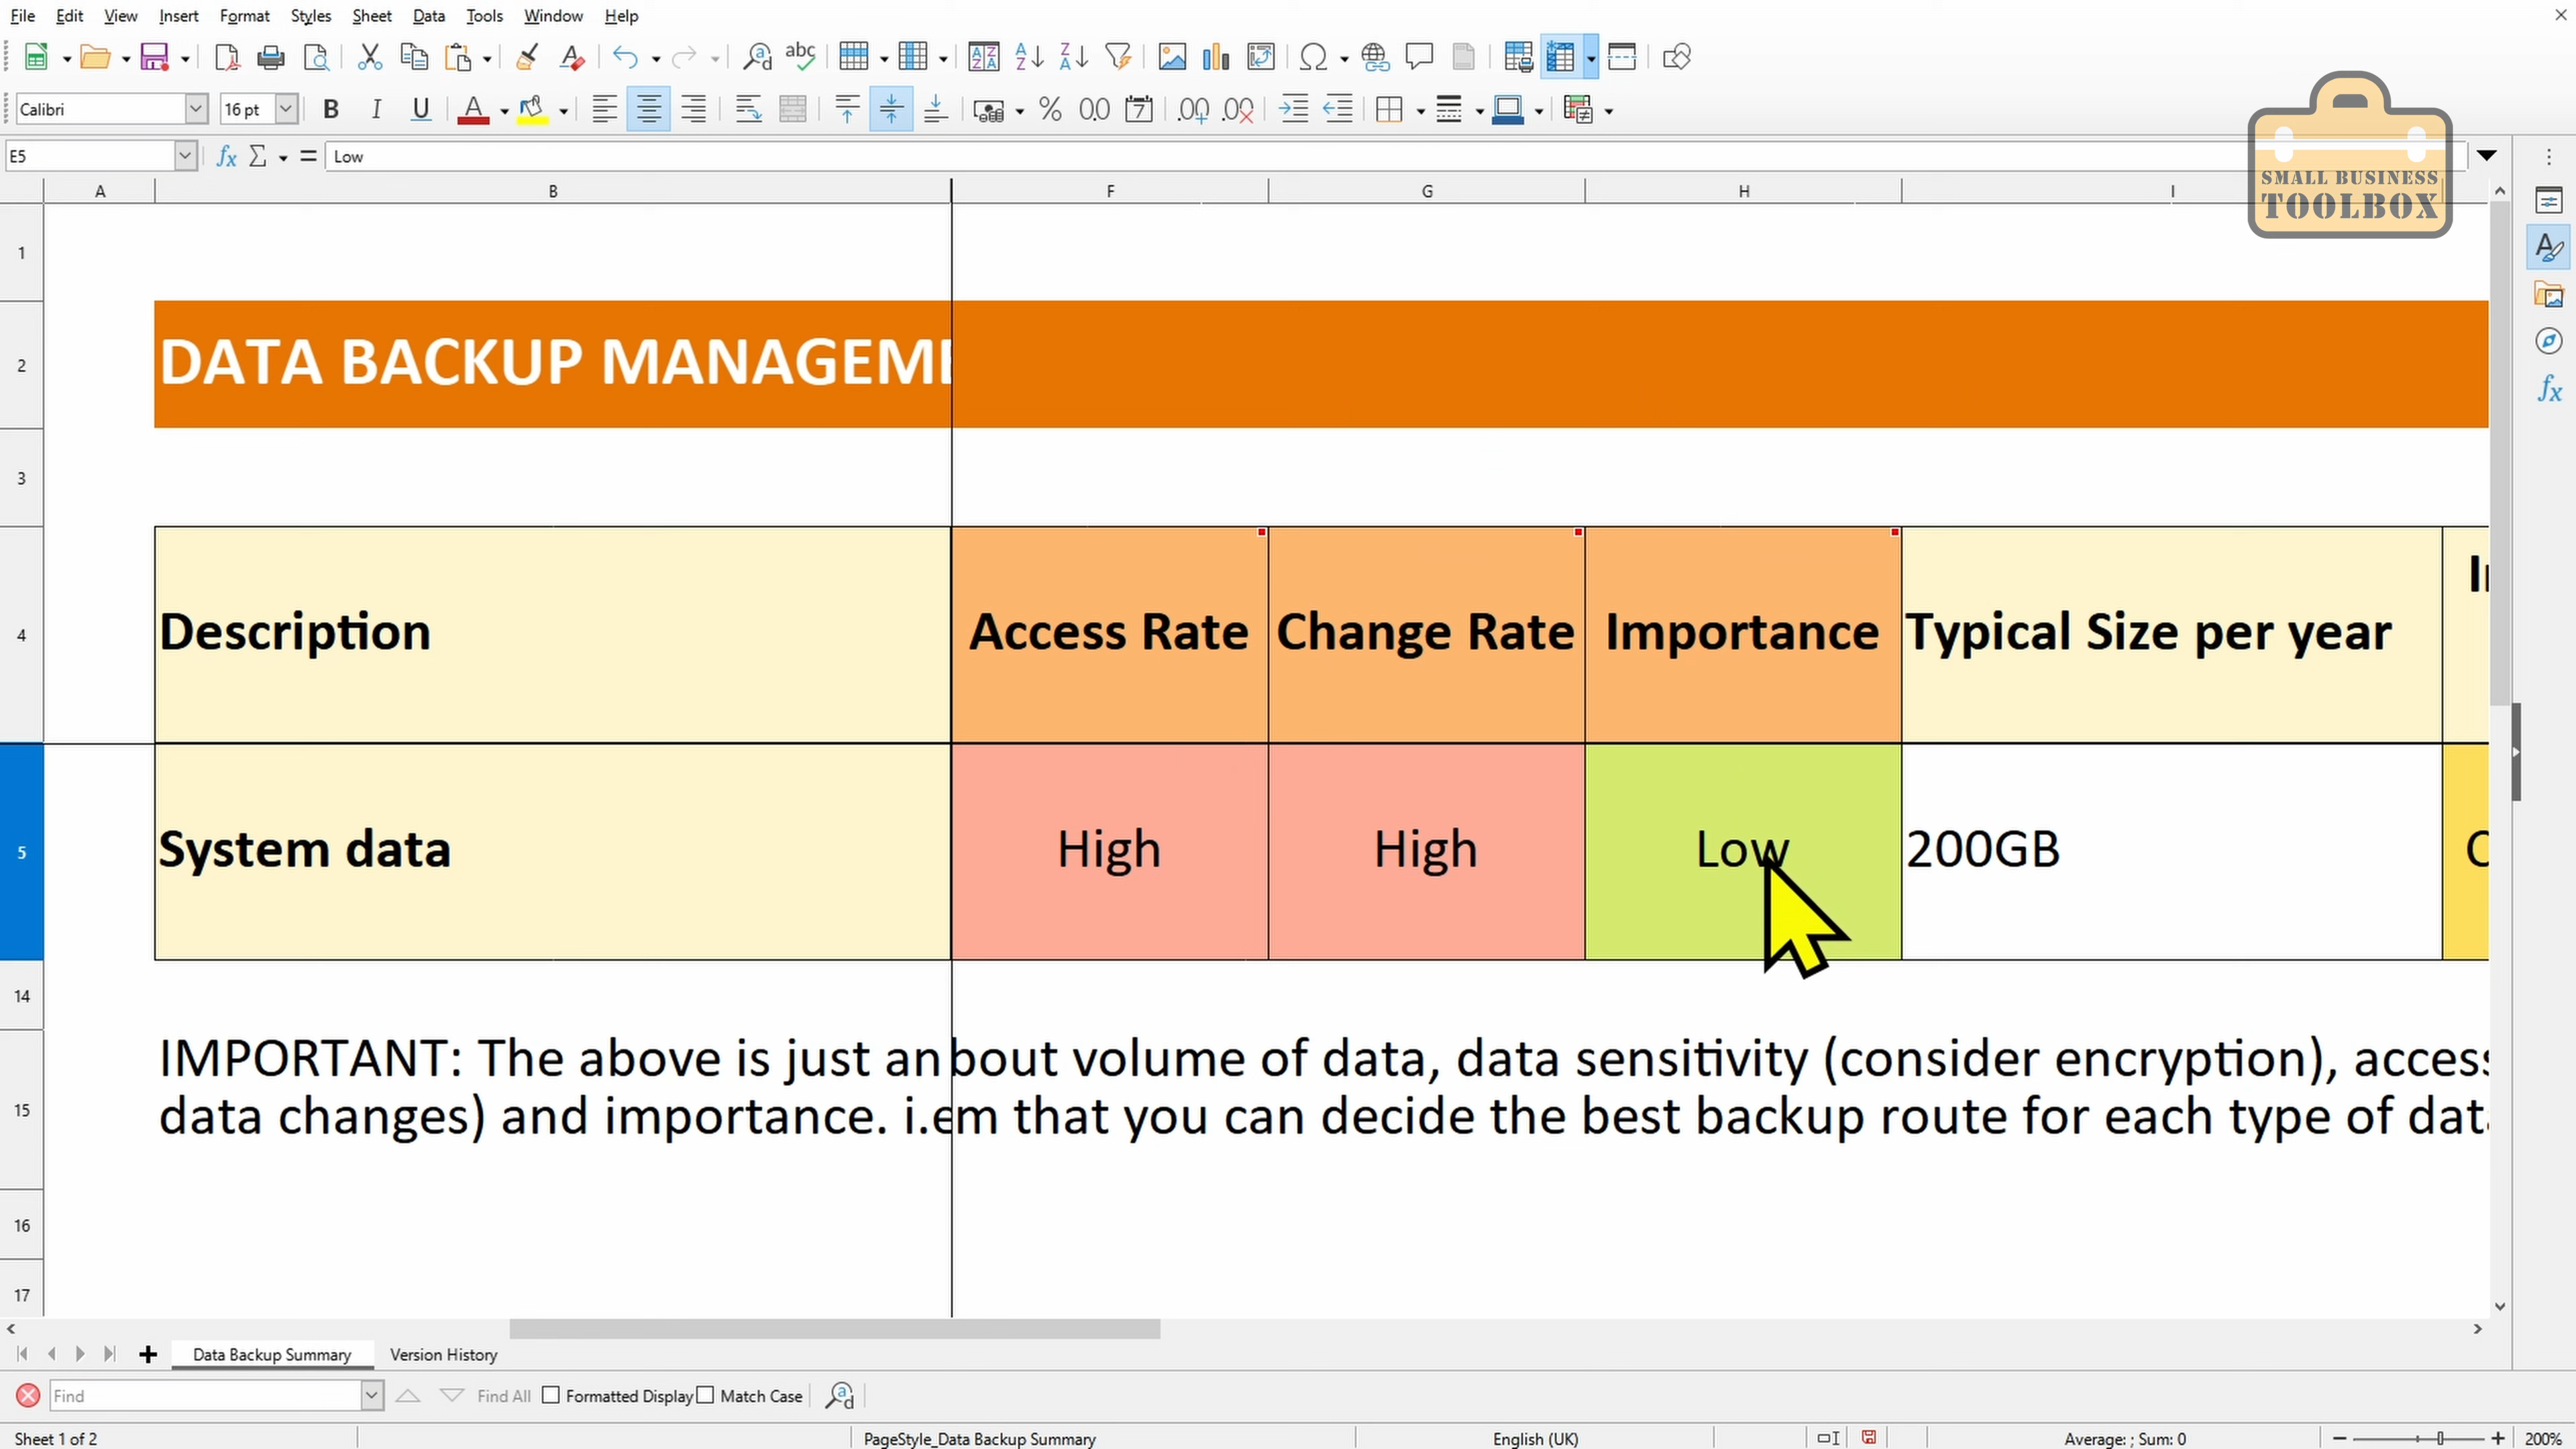 File Edit View Insert Format Styles Sheet Data Tools Window Help
Calibri 16 pt
E5 Low
A B F G H I
SMALL BUSINESS
TOOLBOX
1
2 DATA BACKUP MANAGEM
3
4 Description Access Rate Change Rate Importance Typical Size per year
5 System data High High Low 200GB
14
15
IMPORTANT: The above is just an bout volume of data, data sensitivity (consider encryption), access
data changes) and importance. i.e m that you can decide the best backup route for each type of dat
16
17
Data Backup Summary Version History
Find Find All Formatted Display Match Case
Sheet 1 of 2 PageStyle_Data Backup Summary English (UK) Average: ; Sum: 0 200%